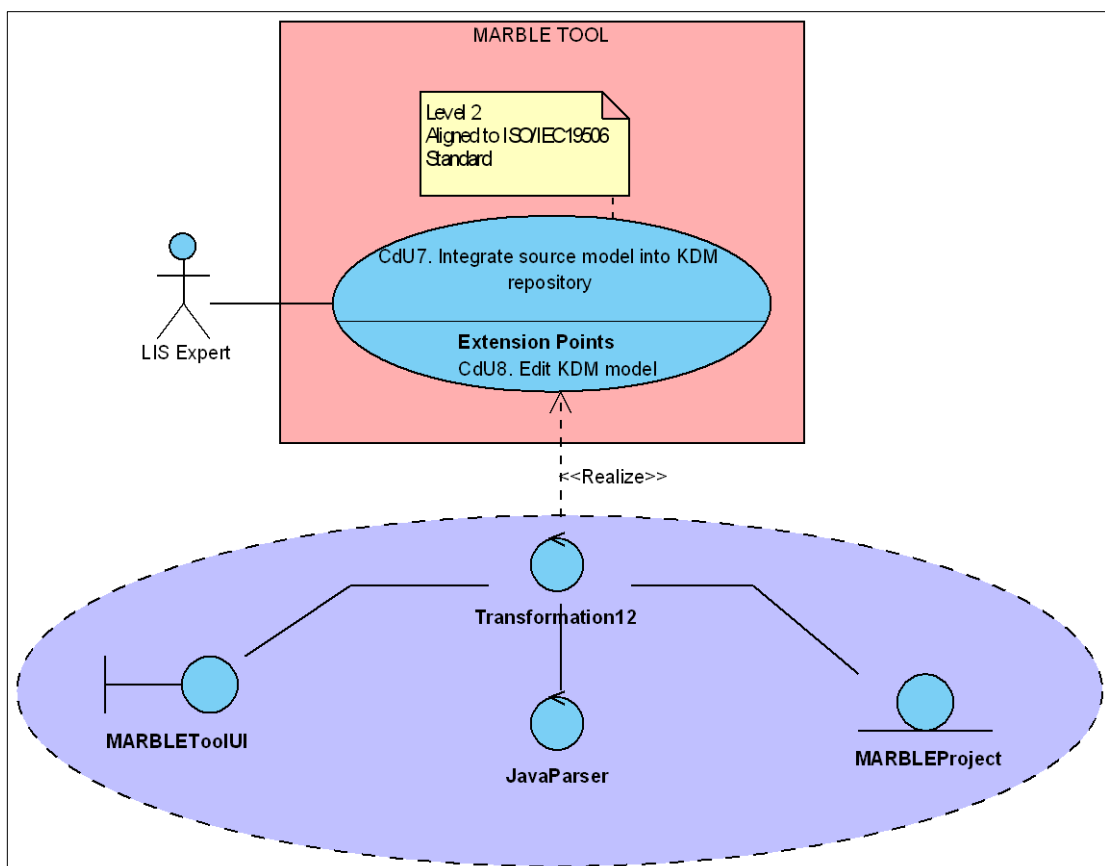 MARBLE TOOL
Level 2
Aligned to ISO/IEC19506
Standard
CdU7. Integrate source model into KDM
repository
Extension Points
CdU8. Edit KDM model
LIS Expert
<<Realize>>
Transformation12
MARBLEToolUI
JavaParser
MARBLEProject